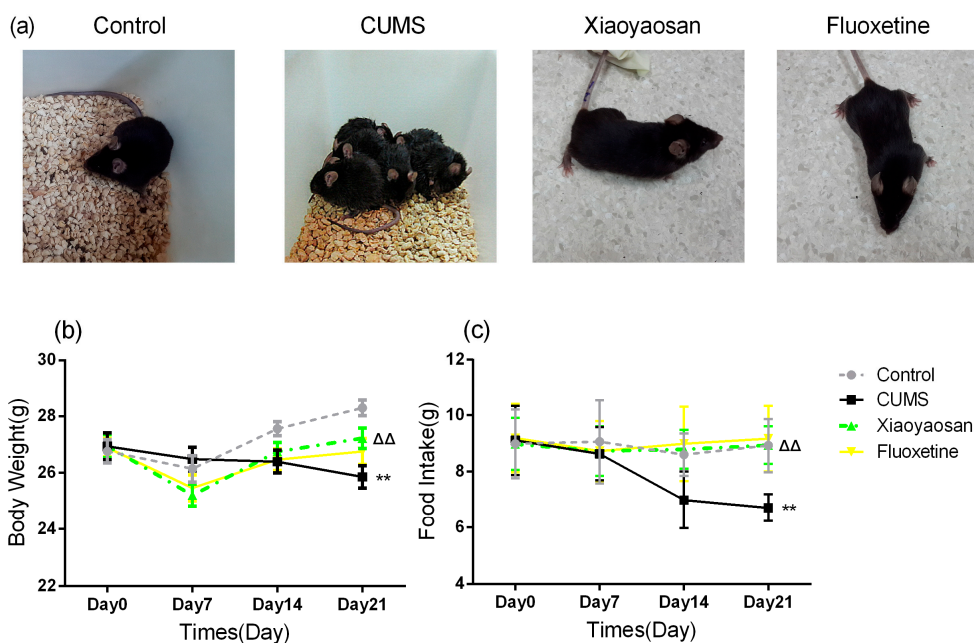 (a) Control CUMS Xiaoyaosan Fluoxetine
(b)
Body Weight(g)
30
28
26
24
22
ΔΔ
**
Day0 Day7 Day14 Day21
Times(Day)
(c)
Food Intake(g)
12
10
8
6
4
ΔΔ
**
Day0 Day7 Day14 Day21
Times(Day)
Control
CUMS
Xiaoyaosan
Fluoxetine